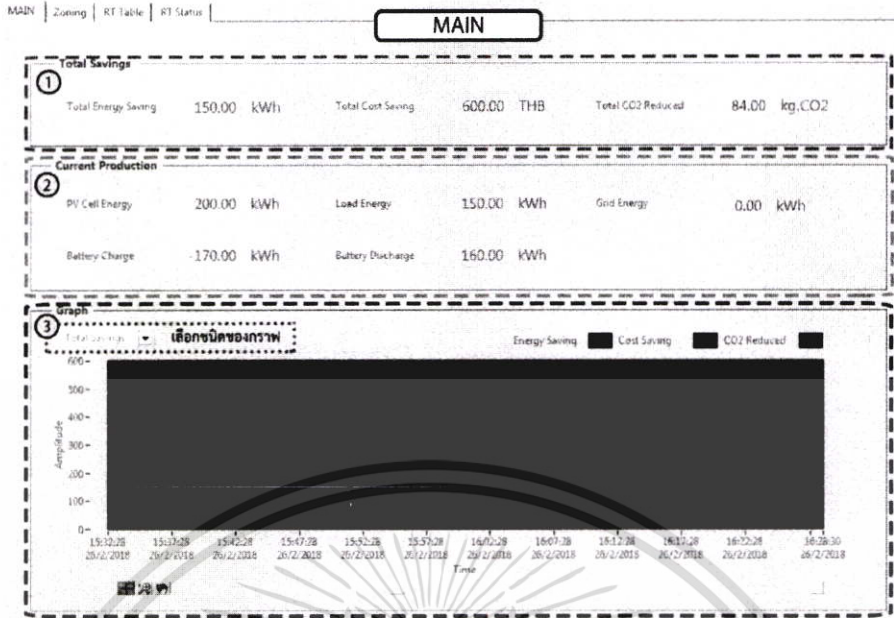 MAIN Zoning RT Table RT Status
MAIN
Total Savings
1
Total Energy Saving 150.00 kWh Total Cost Saving 600.00 THB Total CO2 Reduced 84.00 kg,CO2
Current Production
2
PV Cell Energy 200.00 kWh Load Energy 150.00 kWh Grid Energy 0.00 kWh
Battery Charge -170.00 kWh Battery Discharge 160.00 kWh
Graph
3
Total Savings เลือกชนิดของกราฟ Energy Saving Cost Saving CO2 Reduced
600
500
400
300
200
100
0
Amplitude
15:32:28 15:37:28 15:42:28 15:47:28 15:52:28 15:57:28 16:02:28 16:07:28 16:12:28 16:17:28 16:22:28 16:28:30
26/2/2018 26/2/2018 26/2/2018 26/2/2018 26/2/2018 26/2/2018 26/2/2018 26/2/2018 26/2/2018 26/2/2018 26/2/2018 26/2/2018
Time